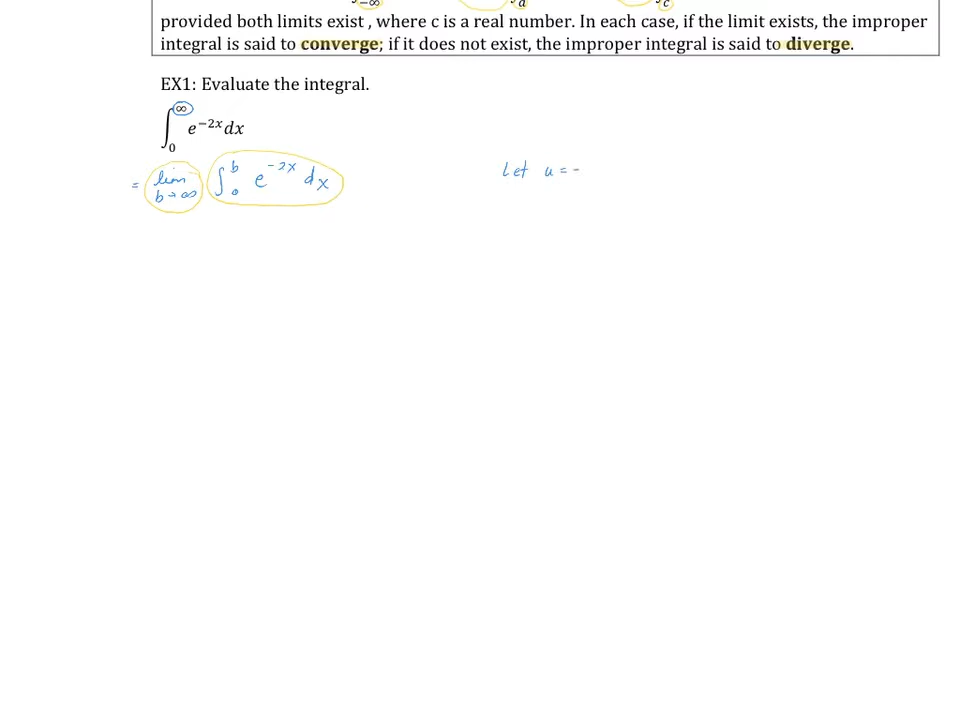 −∞ a c
provided both limits exist , where c is a real number. In each case, if the limit exists, the improper
integral is said to converge; if it does not exist, the improper integral is said to diverge.
EX1: Evaluate the integral.
∫₀^∞ e^{−2x} dx
= lim b→∞ ∫₀^b e^{−2x} dx
Let u = -